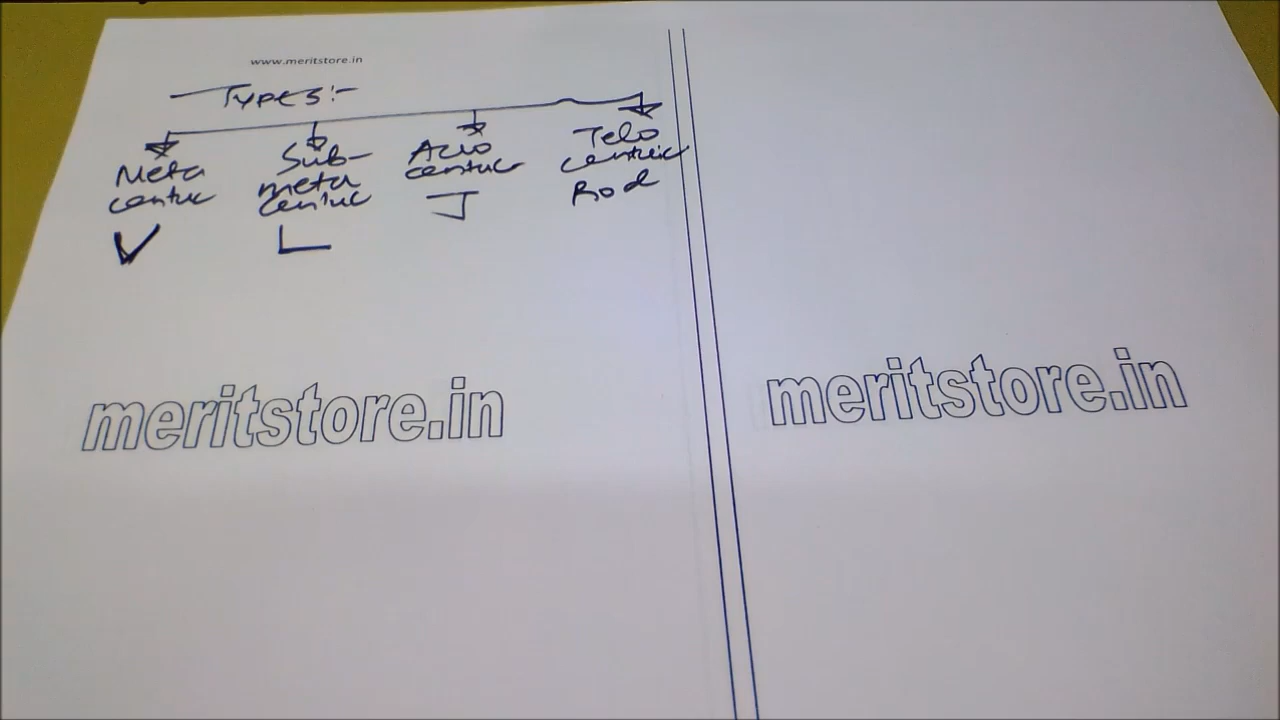 www.meritstore.in
Types:-
Meta
centric
Sub-
meta
centric
Acro
centric
J
Telo
centric
Rod
V
L
meritstore.in
meritstore.in